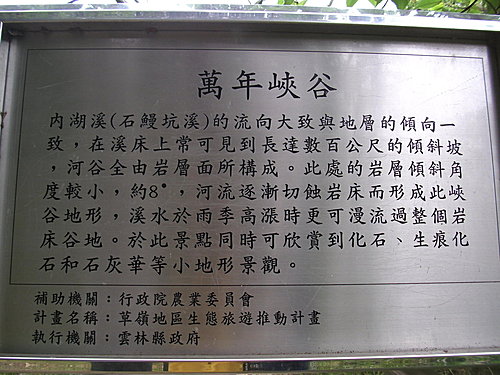 萬年峽谷
內湖溪(石鰻坑溪)的流向大致與地層的傾向一
致，在溪床上常可見到長達數百公尺的傾斜坡
，河谷全由岩層面所構成。此處的岩層傾斜角
度較小，約8°，河流逐漸切蝕岩床而形成此峽
谷地形，溪水於雨季高漲時更可漫流過整個岩
床谷地。於此景點同時可欣賞到化石、生痕化
石和石灰華等小地形景觀。
補助機關：行政院農業委員會
計畫名稱：草嶺地區生態旅遊推動計畫
執行機關：雲林縣政府